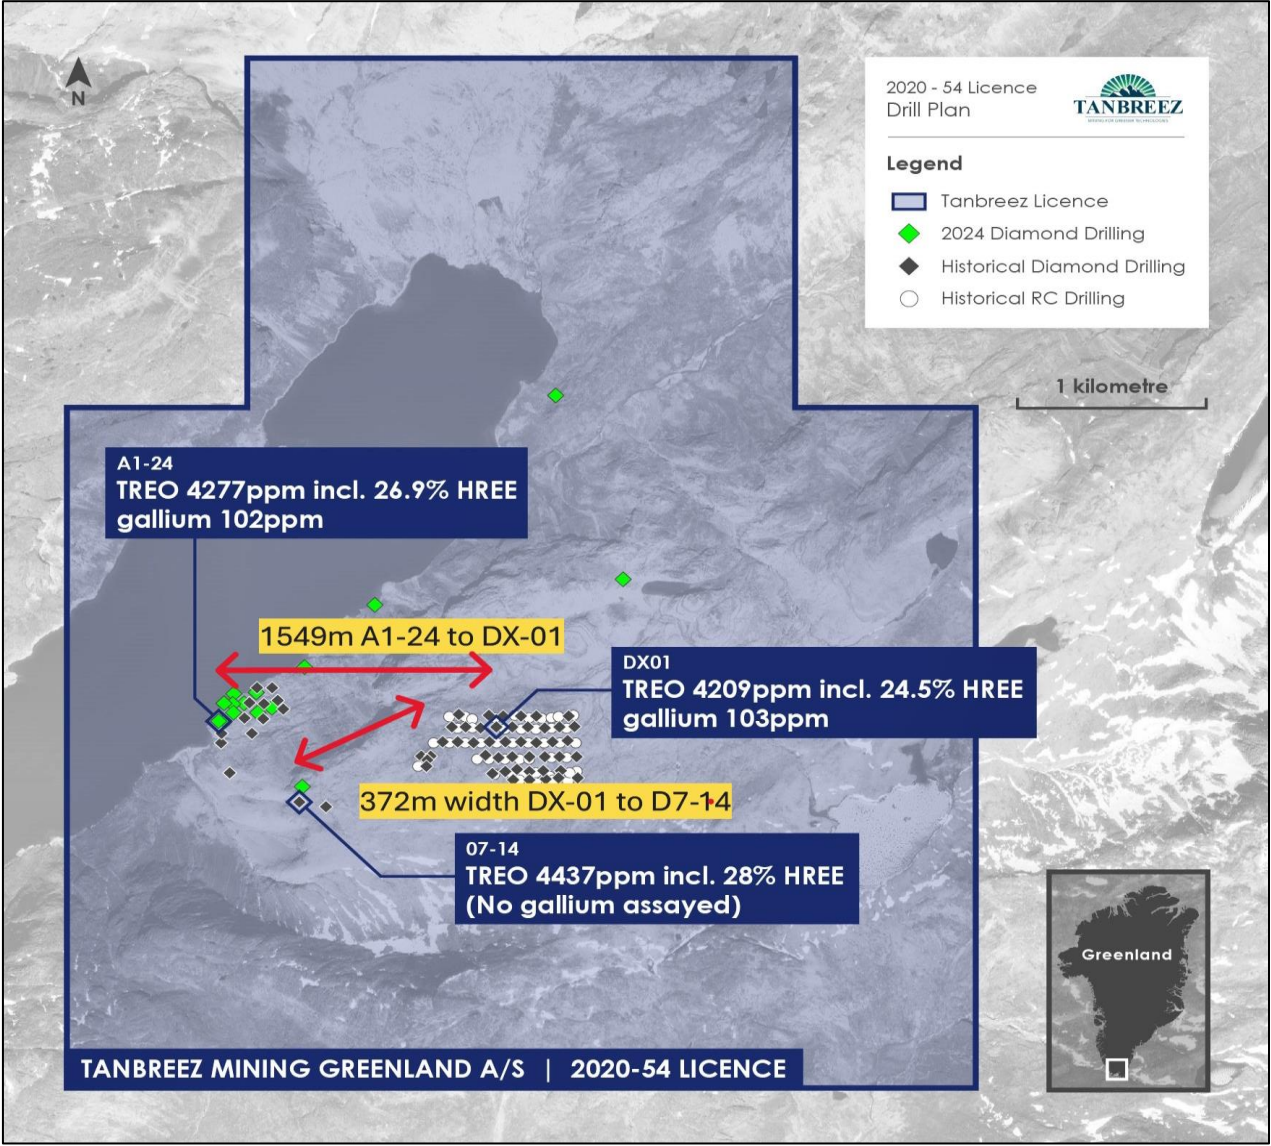 N
2020 - 54 Licence
Drill Plan
TANBREEZ
Legend
Tanbreez Licence
2024 Diamond Drilling
Historical Diamond Drilling
Historical RC Drilling
1 kilometre
A1-24
TREO 4277ppm incl. 26.9% HREE
gallium 102ppm
1549m A1-24 to DX-01
DX01
TREO 4209ppm incl. 24.5% HREE
gallium 103ppm
372m width DX-01 to D7-14
07-14
TREO 4437ppm incl. 28% HREE
(No gallium assayed)
Greenland
TANBREEZ MINING GREENLAND A/S | 2020-54 LICENCE